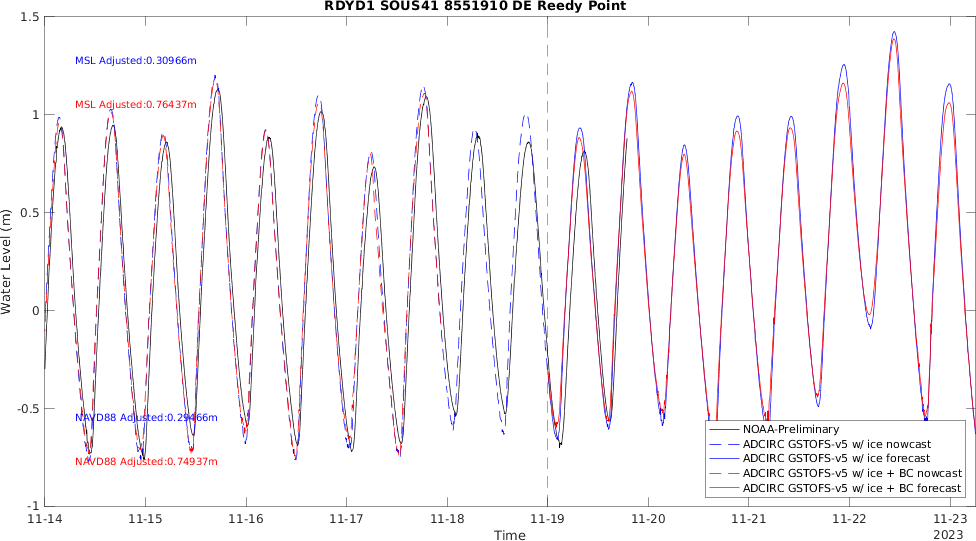 RDYD1 SOUS41 8551910 DE Reedy Point
1.5
1
0.5
0
-0.5
-1
Water Level (m)
MSL Adjusted:0.30966m
MSL Adjusted:0.76437m
NAVD88 Adjusted:0.29466m
NAVD88 Adjusted:0.74937m
NOAA-Preliminary
ADCIRC GSTOFS-v5 w/ ice nowcast
ADCIRC GSTOFS-v5 w/ ice forecast
ADCIRC GSTOFS-v5 w/ ice + BC nowcast
ADCIRC GSTOFS-v5 w/ ice + BC forecast
11-14 11-15 11-16 11-17 11-18 11-19 11-20 11-21 11-22 11-23
2023
Time